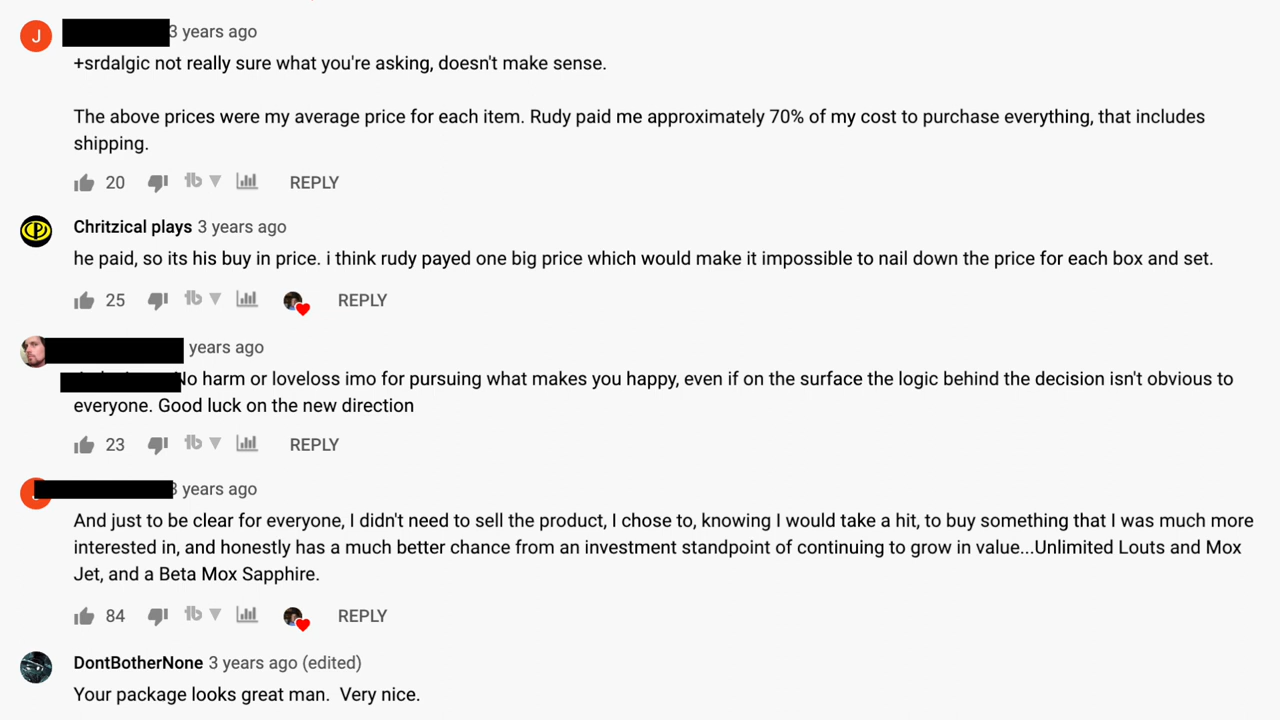 J
3 years ago
+srdalgic not really sure what you're asking, doesn't make sense.
The above prices were my average price for each item. Rudy paid me approximately 70% of my cost to purchase everything, that includes
shipping.
20 REPLY
Chritzical plays 3 years ago
he paid, so its his buy in price. i think rudy payed one big price which would make it impossible to nail down the price for each box and set.
25 REPLY
years ago
No harm or loveloss imo for pursuing what makes you happy, even if on the surface the logic behind the decision isn't obvious to
everyone. Good luck on the new direction
23 REPLY
3 years ago
And just to be clear for everyone, I didn't need to sell the product, I chose to, knowing I would take a hit, to buy something that I was much more
interested in, and honestly has a much better chance from an investment standpoint of continuing to grow in value...Unlimited Louts and Mox
Jet, and a Beta Mox Sapphire.
84 REPLY
DontBotherNone 3 years ago (edited)
Your package looks great man.  Very nice.